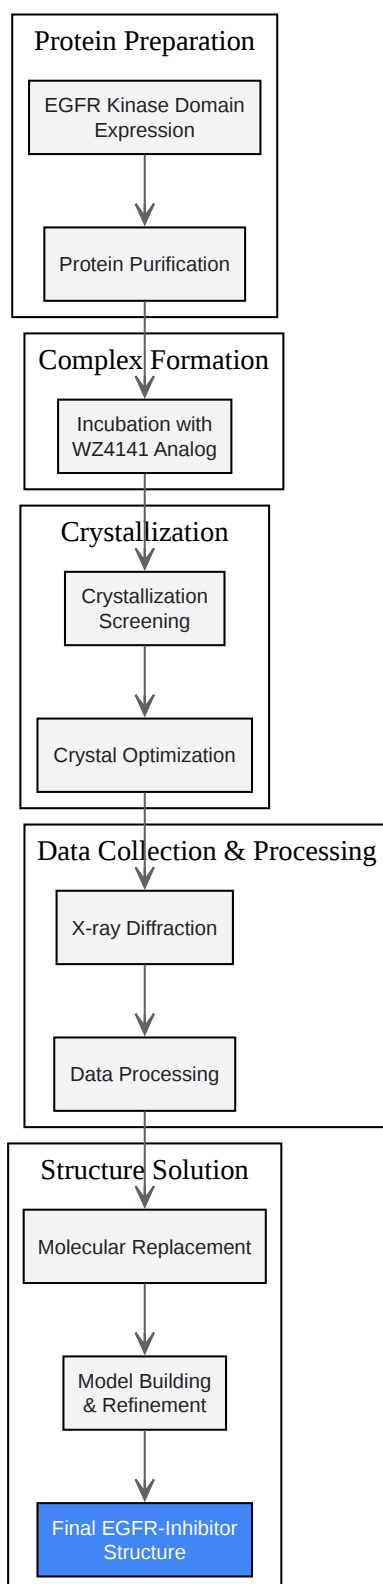 Protein Preparation
EGFR Kinase Domain
Expression
Protein Purification
Complex Formation
Incubation with
WZ4141 Analog
Crystallization
Crystallization
Screening
Crystal Optimization
Data Collection & Processing
X-ray Diffraction
Data Processing
Structure Solution
Molecular Replacement
Model Building
& Refinement
Final EGFR-Inhibitor
Structure